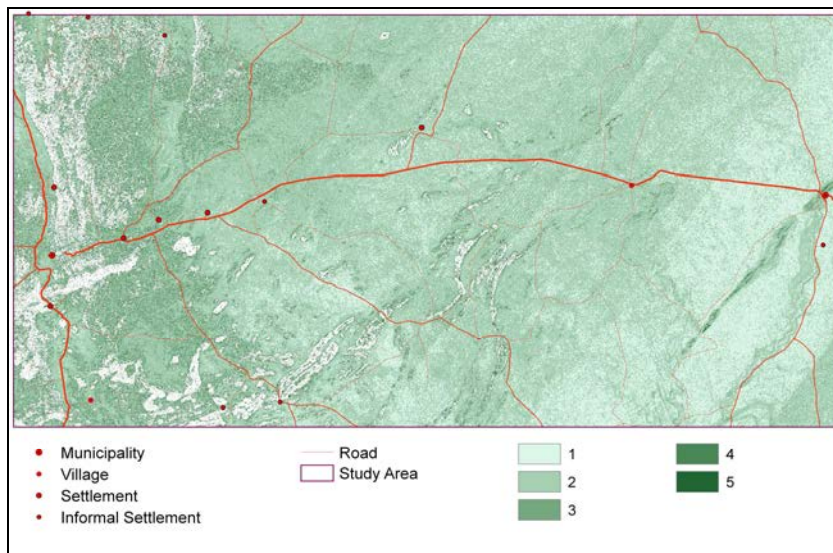 Municipality
Village
Settlement
Informal Settlement
Road
Study Area
1
2
3
4
5